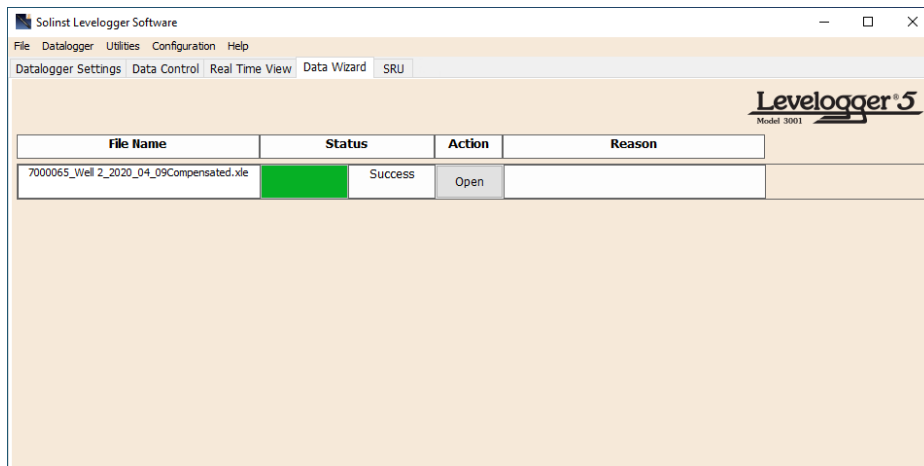 Solinst Levelogger Software
File Datalogger Utilities Configuration Help
Datalogger Settings Data Control Real Time View Data Wizard SRU
Levelogger®5
Model 3001
File Name Status Action Reason
7000065_Well 2_2020_04_09Compensated.xle Success Open